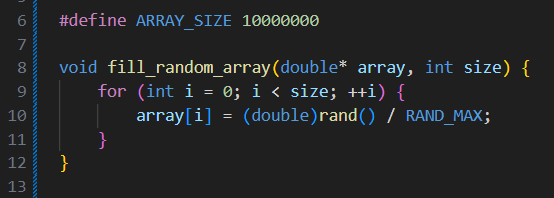 6 #define ARRAY_SIZE 10000000
7
8 void fill_random_array(double* array, int size) {
9     for (int i = 0; i < size; ++i) {
10         array[i] = (double)rand() / RAND_MAX;
11     }
12 }
13